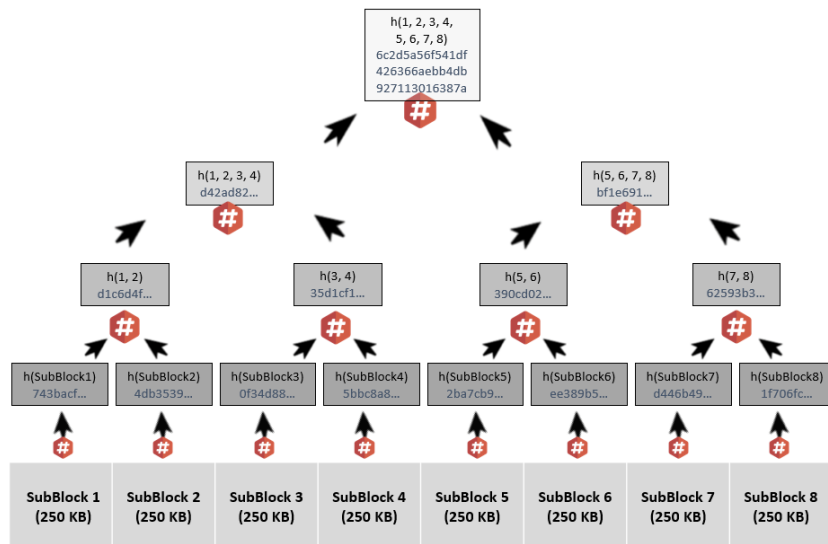 h(1, 2, 3, 4,
5, 6, 7, 8)
6c2d5a56f541df
426366aebb4db
927113016387a
#
h(1, 2, 3, 4)
d42ad82...
#
h(5, 6, 7, 8)
bf1e691...
#
h(1, 2)
d1c6d4f...
#
h(3, 4)
35d1cf1...
#
h(5, 6)
390cd02...
#
h(7, 8)
62593b3...
#
h(SubBlock1)
743bacf...
h(SubBlock2)
4db3539...
h(SubBlock3)
0f34d88...
h(SubBlock4)
5bbc8a8...
h(SubBlock5)
2ba7cb9...
h(SubBlock6)
ee389b5...
h(SubBlock7)
d446b49...
h(SubBlock8)
1f706fc...
# # # # # # # #
SubBlock 1
(250 KB)
SubBlock 2
(250 KB)
SubBlock 3
(250 KB)
SubBlock 4
(250 KB)
SubBlock 5
(250 KB)
SubBlock 6
(250 KB)
SubBlock 7
(250 KB)
SubBlock 8
(250 KB)